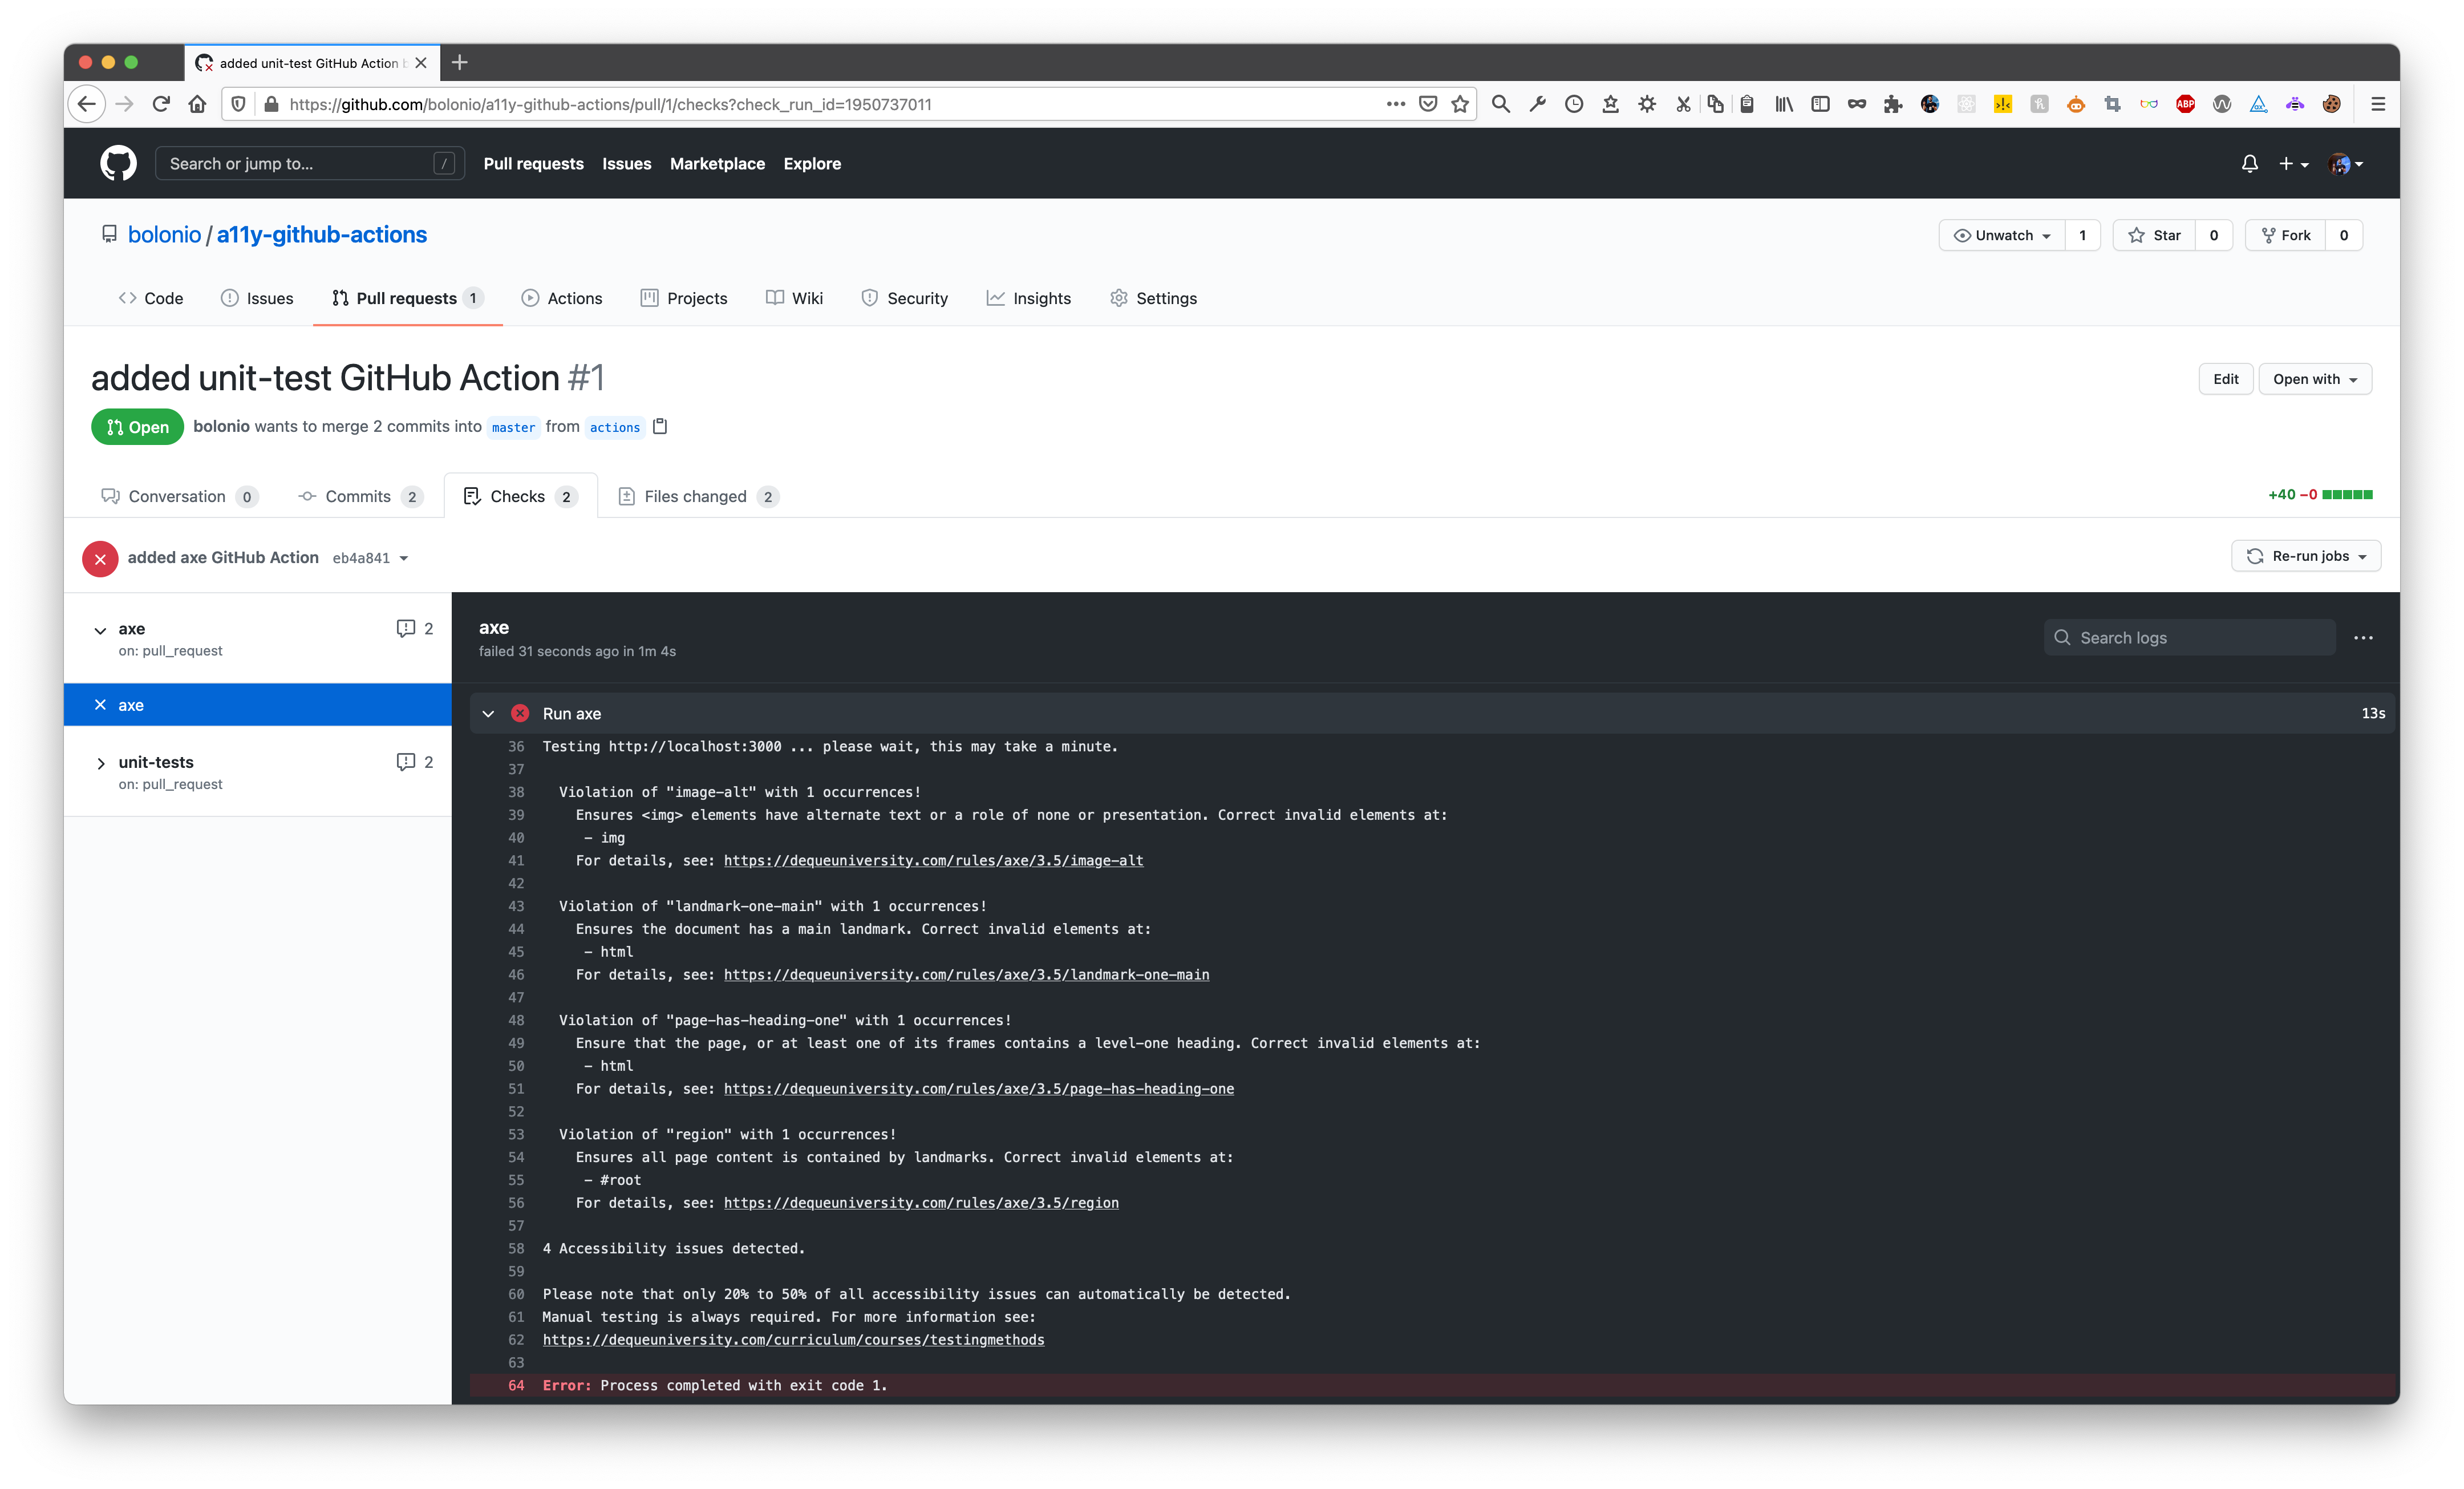 added unit-test GitHub Action
https://github.com/bolonio/a11y-github-actions/pull/1/checks?check_run_id=1950737011
ABP
Search or jump to... /
Pull requests Issues Marketplace Explore
bolonio / a11y-github-actions
Unwatch 1 Star 0 Fork 0
Code Issues Pull requests 1 Actions Projects Wiki Security Insights Settings
added unit-test GitHub Action #1
Edit Open with
Open bolonio wants to merge 2 commits into master from actions
Conversation 0 Commits 2 Checks 2 Files changed 2
+40 −0
added axe GitHub Action eb4a841
Re-run jobs
axe 2
on: pull_request
axe
unit-tests 2
on: pull_request
axe
failed 31 seconds ago in 1m 4s
Search logs
Run axe 13s
36 Testing http://localhost:3000 ... please wait, this may take a minute.
37
38 Violation of "image-alt" with 1 occurrences!
39 Ensures <img> elements have alternate text or a role of none or presentation. Correct invalid elements at:
40 - img
41 For details, see: https://dequeuniversity.com/rules/axe/3.5/image-alt
42
43 Violation of "landmark-one-main" with 1 occurrences!
44 Ensures the document has a main landmark. Correct invalid elements at:
45 - html
46 For details, see: https://dequeuniversity.com/rules/axe/3.5/landmark-one-main
47
48 Violation of "page-has-heading-one" with 1 occurrences!
49 Ensure that the page, or at least one of its frames contains a level-one heading. Correct invalid elements at:
50 - html
51 For details, see: https://dequeuniversity.com/rules/axe/3.5/page-has-heading-one
52
53 Violation of "region" with 1 occurrences!
54 Ensures all page content is contained by landmarks. Correct invalid elements at:
55 - #root
56 For details, see: https://dequeuniversity.com/rules/axe/3.5/region
57
58 4 Accessibility issues detected.
59
60 Please note that only 20% to 50% of all accessibility issues can automatically be detected.
61 Manual testing is always required. For more information see:
62 https://dequeuniversity.com/curriculum/courses/testingmethods
63
64 Error: Process completed with exit code 1.